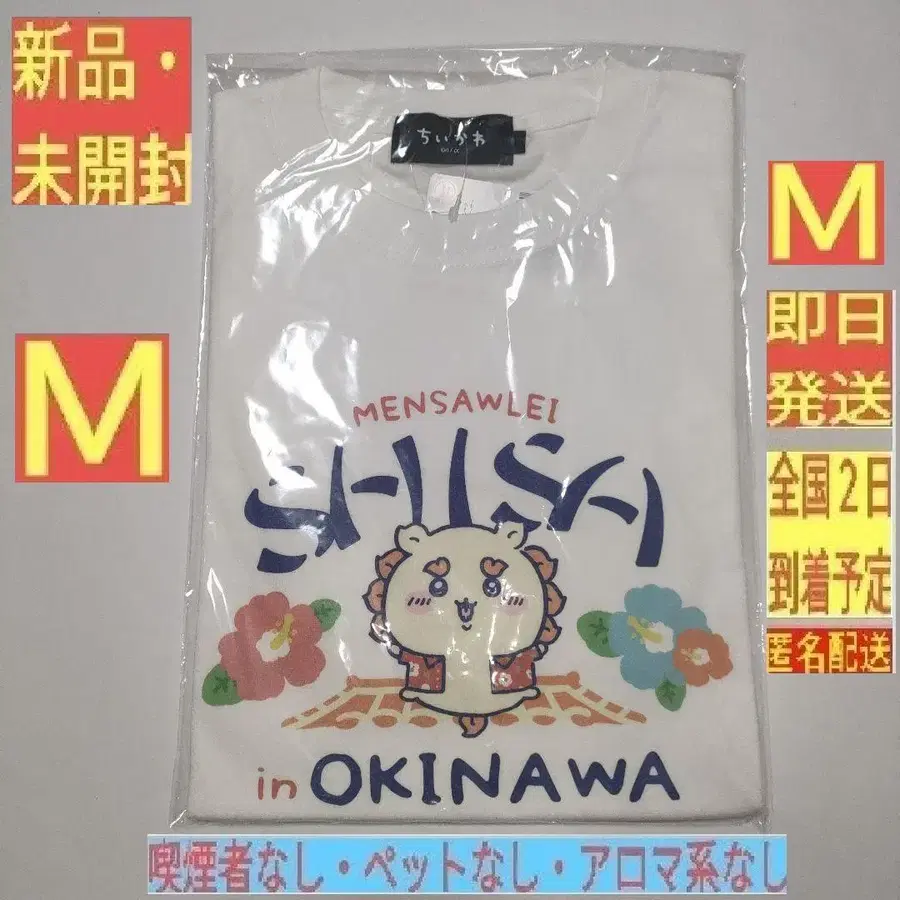 新品・
未開封
M
M
即日
発送
全国2日
到着予定
匿名配送
ちいかわ
MENSAWLEI
SHISA
in OKINAWA
喫煙者なし・ペットなし・アロマ系なし